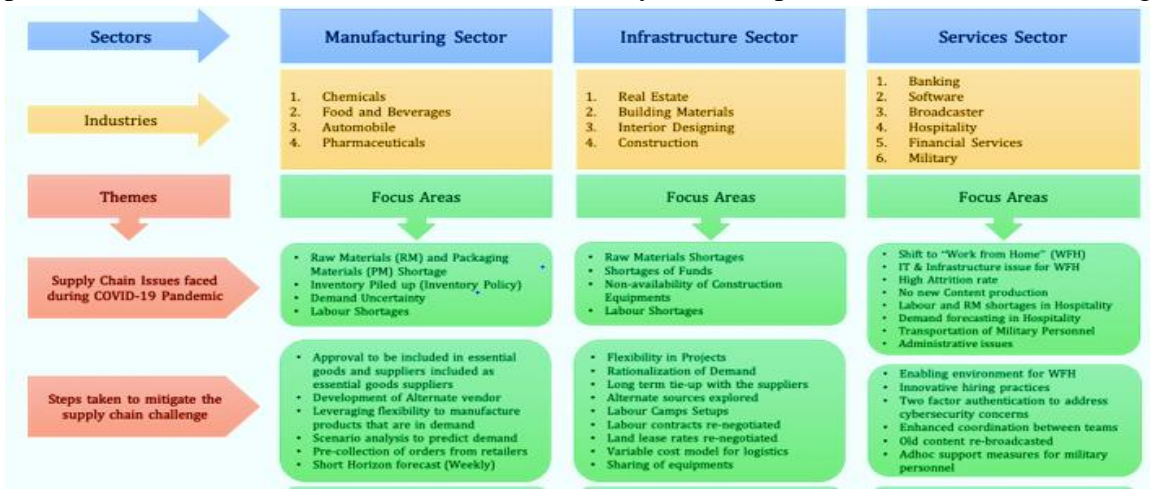 Sectors
Manufacturing Sector
Infrastructure Sector
Services Sector
Industries
1. Chemicals
2. Food and Beverages
3. Automobile
4. Pharmaceuticals
1. Real Estate
2. Building Materials
3. Interior Designing
4. Construction
1. Banking
2. Software
3. Broadcaster
4. Hospitality
5. Financial Services
6. Military
Themes
Focus Areas
Focus Areas
Focus Areas
Supply Chain Issues faced
during COVID-19 Pandemic
• Raw Materials (RM) and Packaging
Materials (PM) Shortage
• Inventory Piled up (Inventory Policy)
• Demand Uncertainty
• Labour Shortages
• Raw Materials Shortages
• Shortages of Funds
• Non-availability of Construction
Equipments
• Labour Shortages
• Shift to "Work from Home" (WFH)
• IT & Infrastructure issue for WFH
• High Attrition rate
• No new Content production
• Labour and RM shortages in Hospitality
• Demand forecasting in Hospitality
• Transportation of Military Personnel
• Administrative issues
Steps taken to mitigate the
supply chain challenge
• Approval to be included in essential
goods and suppliers included as
essential goods suppliers
• Development of Alternate vendor
• Leveraging flexibility to manufacture
products that are in demand
• Scenario analysis to predict demand
• Pre-collection of orders from retailers
• Short Horizon forecast (Weekly)
• Flexibility in Projects
• Rationalization of Demand
• Long term tie-up with the suppliers
• Alternate sources explored
• Labour Camps Setups
• Labour contracts re-negotiated
• Land lease rates re-negotiated
• Variable cost model for logistics
• Sharing of equipments
• Enabling environment for WFH
• Innovative hiring practices
• Two factor authentication to address
cybersecurity concerns
• Enhanced coordination between teams
• Old content re-broadcasted
• Adhoc support measures for military
personnel